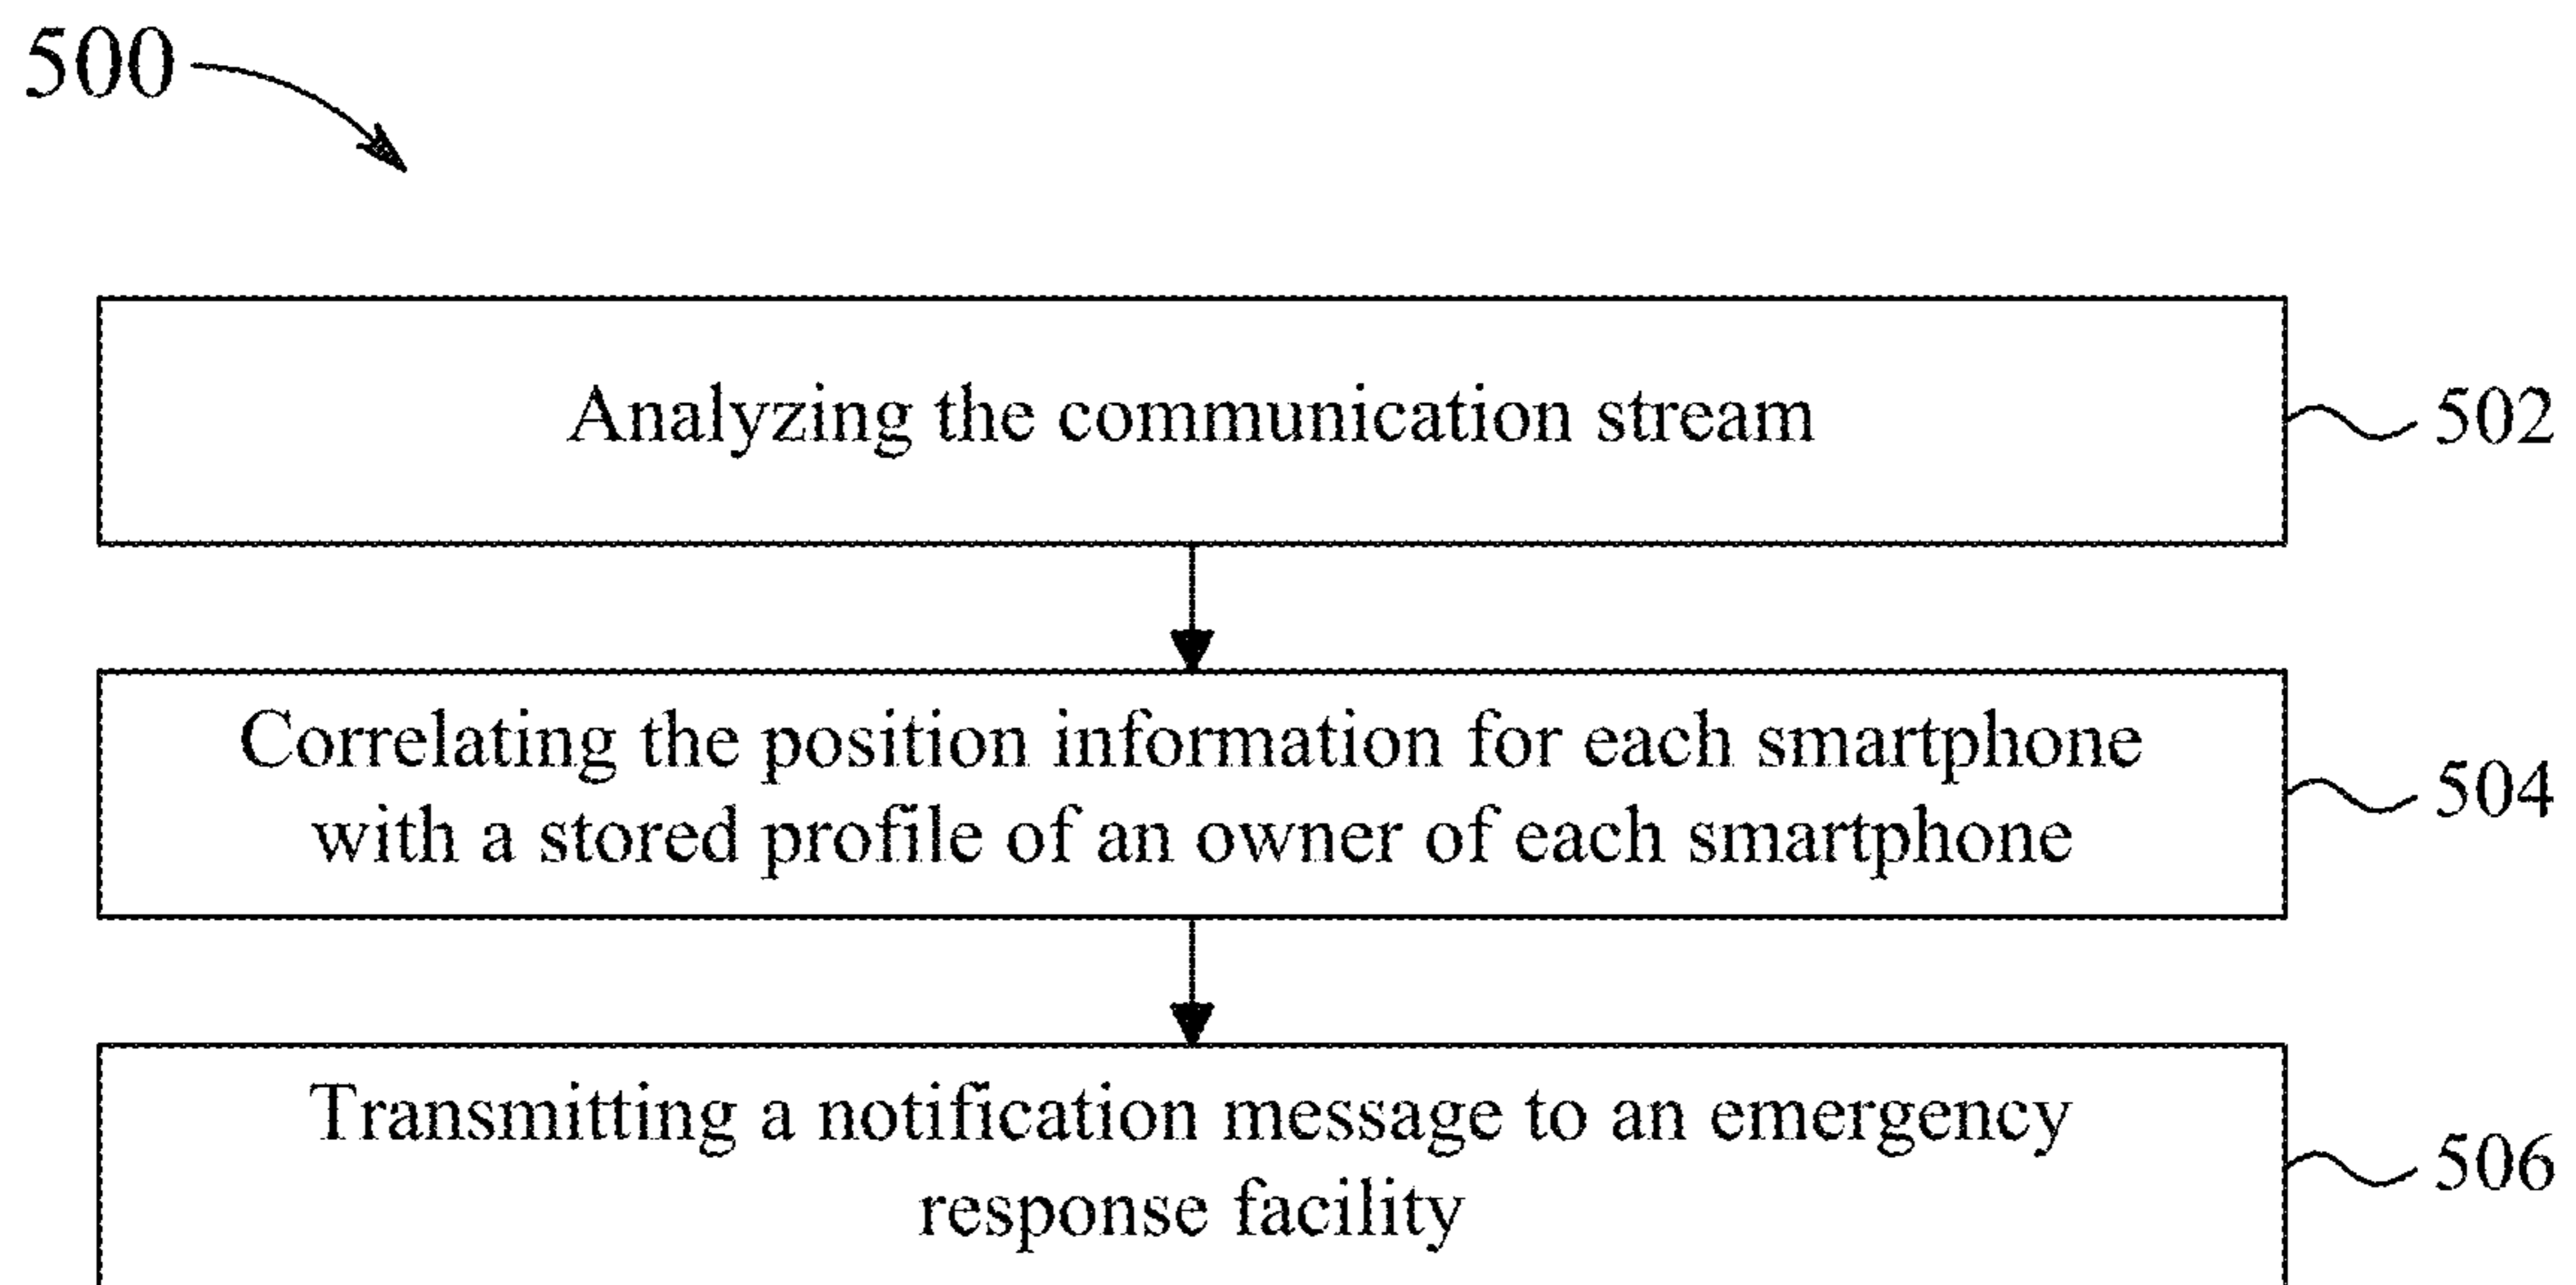 500
Analyzing the communication stream
502
Correlating the position information for each smartphone
with a stored profile of an owner of each smartphone
504
Transmitting a notification message to an emergency
response facility
506